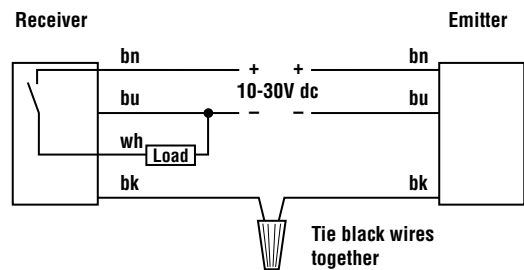 Receiver
Emitter
bn
+
+
bn
10-30V dc
bu
–
–
bu
wh
Load
bk
bk
Tie black wires
together